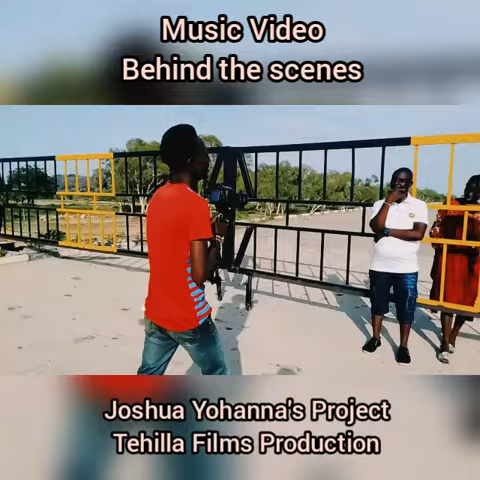 Music Video
Behind the scenes
Joshua Yohanna's Project
Tehilla Films Production